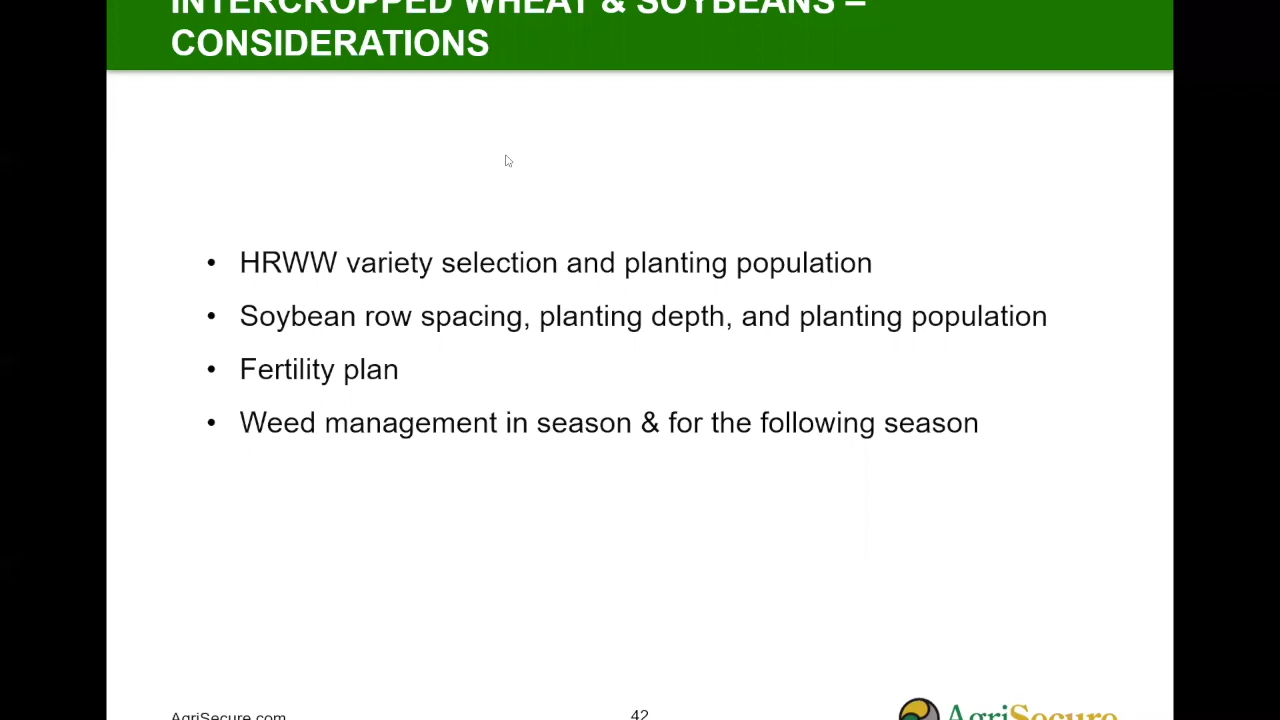 INTERCROPPED WHEAT & SOYBEANS –
CONSIDERATIONS
• HRWW variety selection and planting population
• Soybean row spacing, planting depth, and planting population
• Fertility plan
• Weed management in season & for the following season
AgriSecure.com
42
AgriSecure